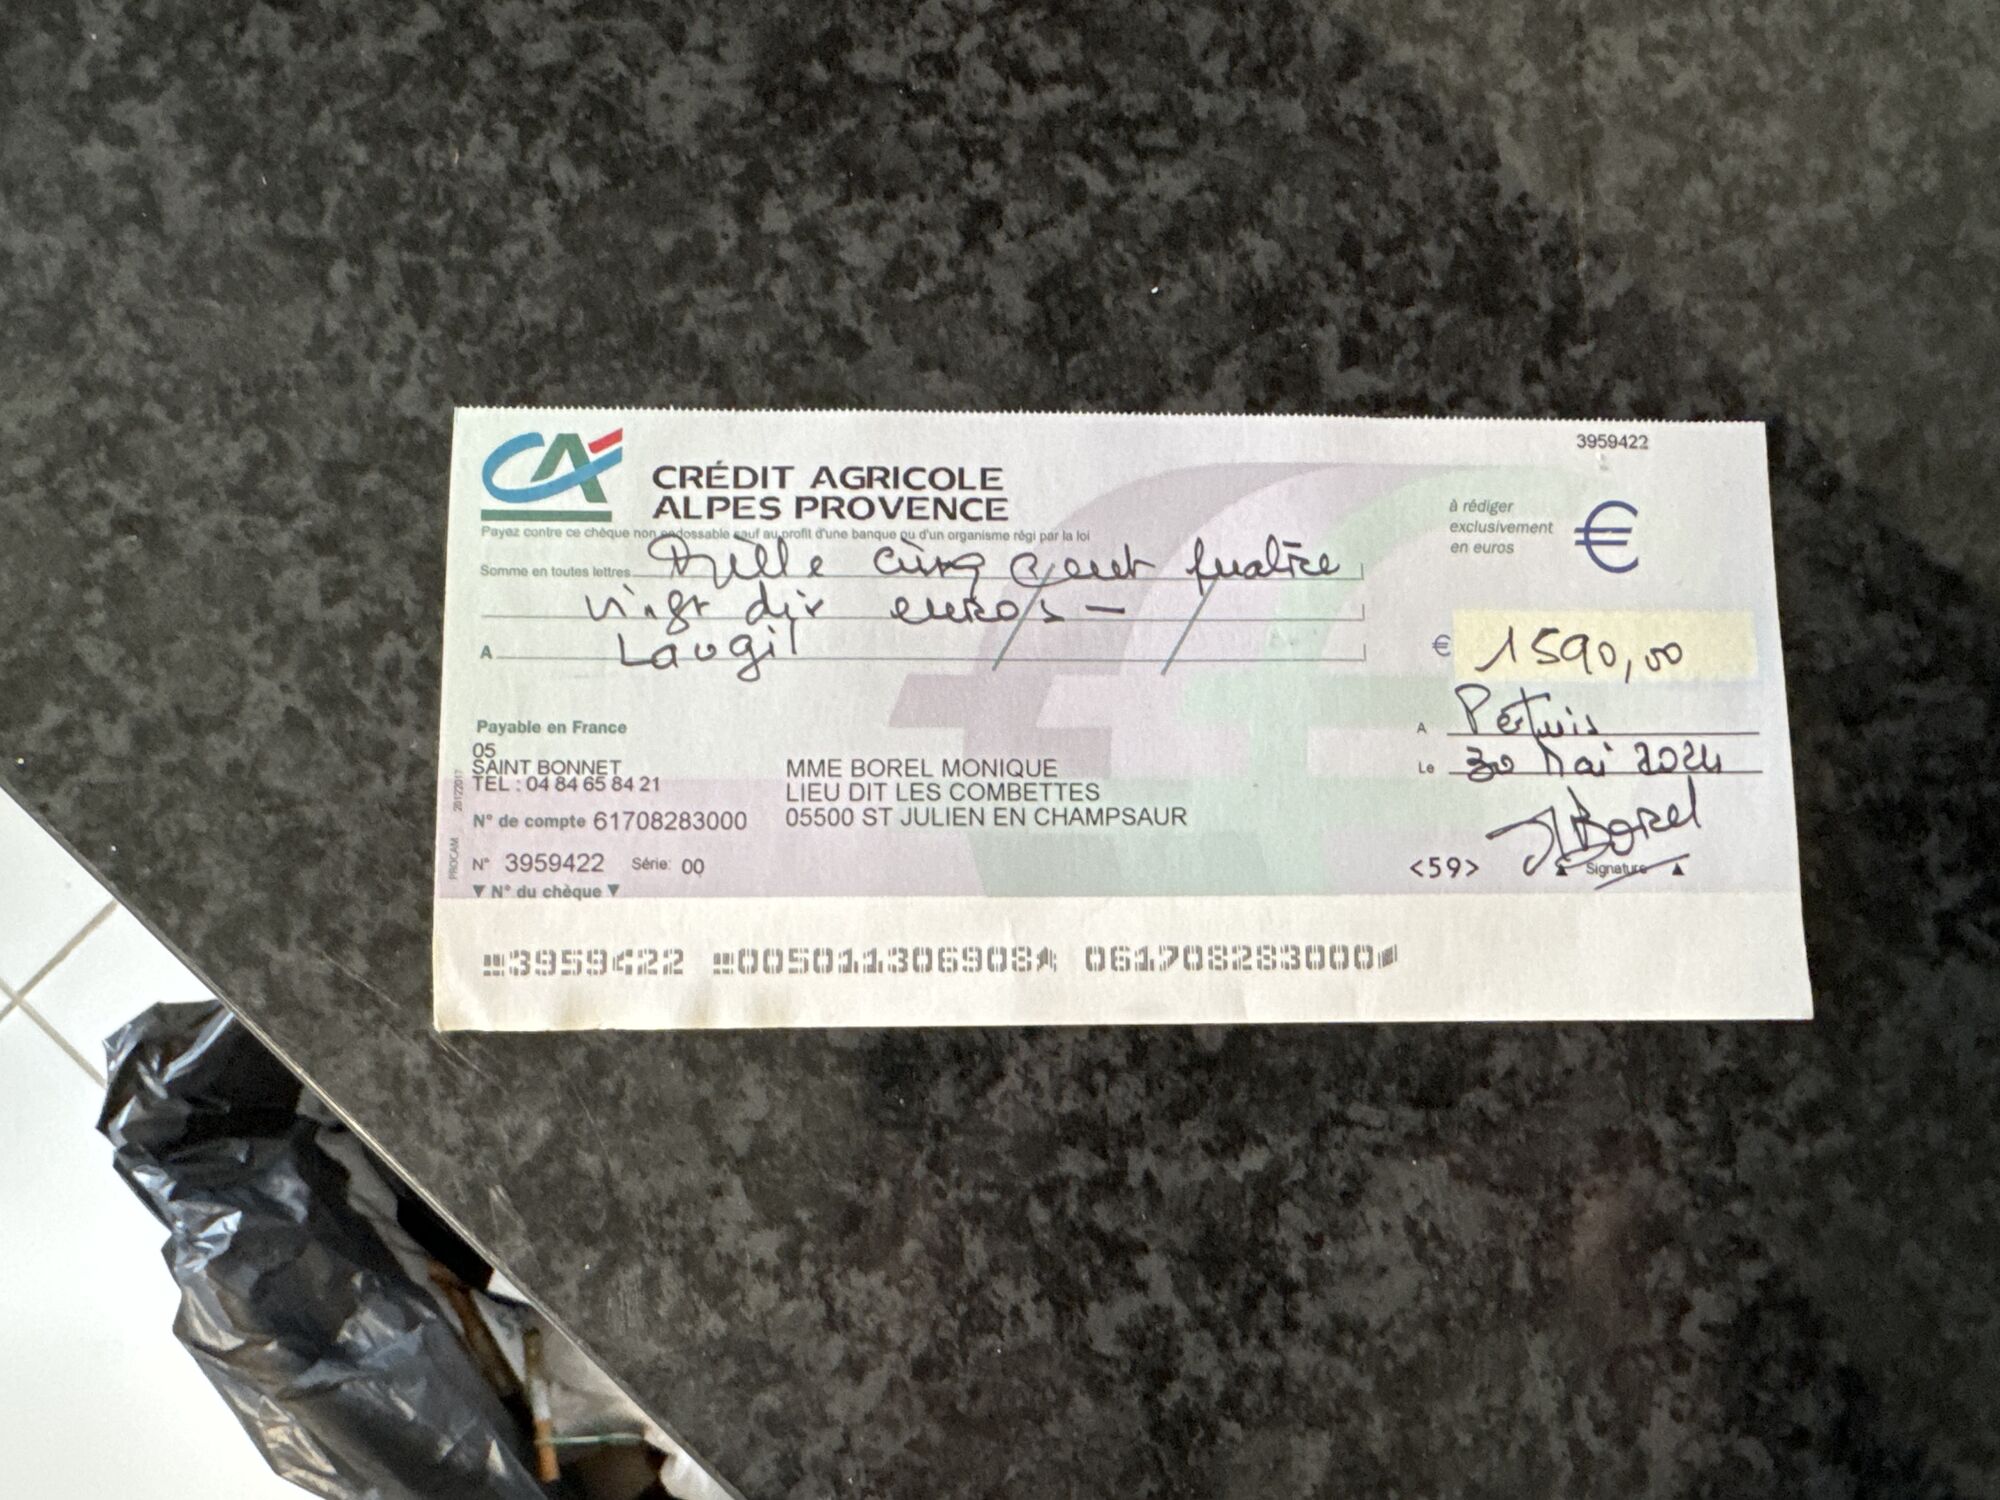 3959422
CRÉDIT AGRICOLE
ALPES PROVENCE
à rédiger
exclusivement
en euros
€
Payez contre ce chèque non endossable sauf au profit d'une banque ou d'un organisme régi par la loi
Somme en toutes lettres Mille cinq cent quatre
vingt dix euros —
A Laugil
€ 1590,00
A Pertuis
Le 30 Mai 2024
Payable en France
05
SAINT BONNET
TEL : 04 84 65 84 21
MME BOREL MONIQUE
LIEU DIT LES COMBETTES
05500 ST JULIEN EN CHAMPSAUR
N° de compte 61708283000
N° 3959422 Série: 00
▼ N° du chèque ▼
<59>
Borel
Signature
PROCAM 20122017
3959422 005011306908 061708283000